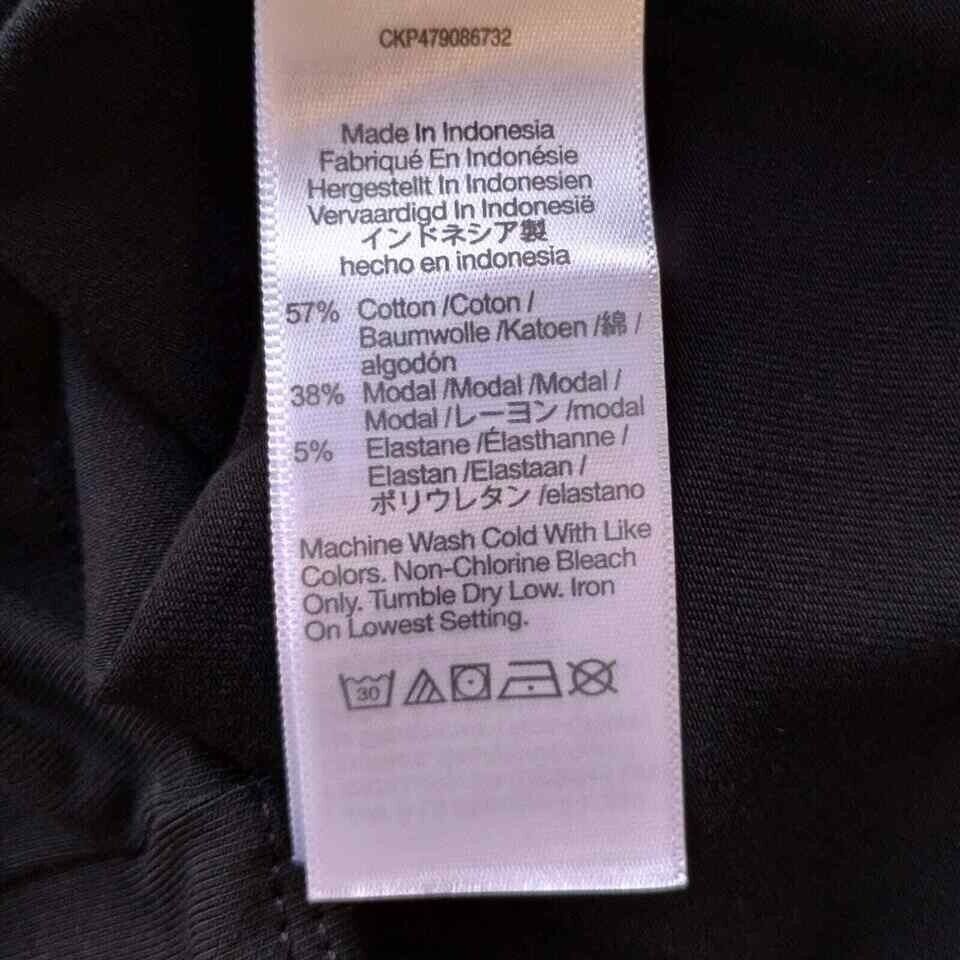 CKP479086732
Made In Indonesia
Fabriqué En Indonésie
Hergestellt In Indonesien
Vervaardigd In Indonesië
インドネシア製
hecho en indonesia
57% Cotton /Coton /
Baumwolle /Katoen /綿 /
algodón
38% Modal /Modal /Modal /
Modal /レーヨン /modal
5% Elastane /Élasthanne /
Elastan /Elastaan /
ポリウレタン /elastano
Machine Wash Cold With Like
Colors. Non-Chlorine Bleach
Only. Tumble Dry Low. Iron
On Lowest Setting.
30